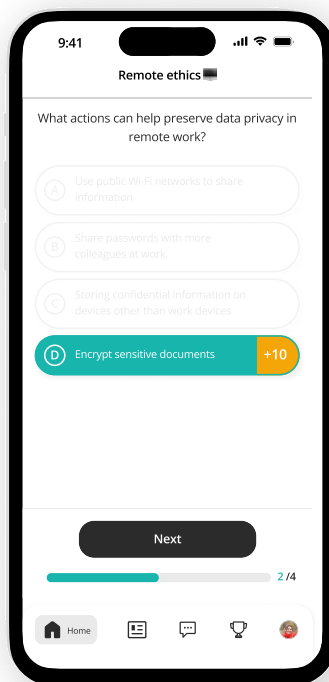 9:41
Remote ethics
What actions can help preserve data privacy in
remote work?
A
Use public Wi-Fi networks to share
information
B
Share passwords with more
colleagues at work.
C
Storing confidential information on
devices other than work devices
D
Encrypt sensitive documents
+10
Next
2 /4
Home